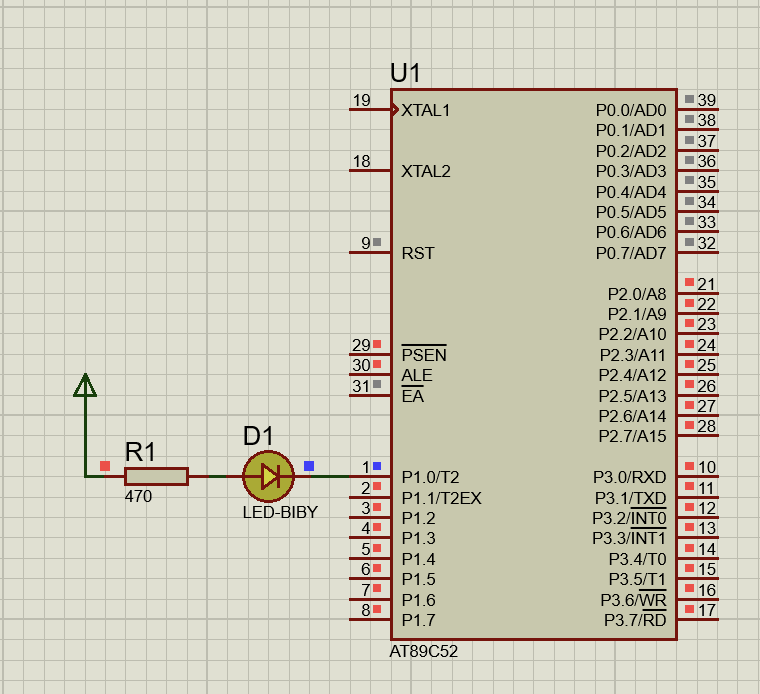 U1
19 XTAL1 P0.0/AD0 39
P0.1/AD1 38
P0.2/AD2 37
18 XTAL2 P0.3/AD3 36
P0.4/AD4 35
P0.5/AD5 34
P0.6/AD6 33
9 RST P0.7/AD7 32
P2.0/A8 21
P2.1/A9 22
P2.2/A10 23
29 PSEN P2.3/A11 24
30 ALE P2.4/A12 25
31 EA P2.5/A13 26
P2.6/A14 27
P2.7/A15 28
R1
470
D1
LED-BIBY
1 P1.0/T2 P3.0/RXD 10
2 P1.1/T2EX P3.1/TXD 11
3 P1.2 P3.2/INT0 12
4 P1.3 P3.3/INT1 13
5 P1.4 P3.4/T0 14
6 P1.5 P3.5/T1 15
7 P1.6 P3.6/WR 16
8 P1.7 P3.7/RD 17
AT89C52